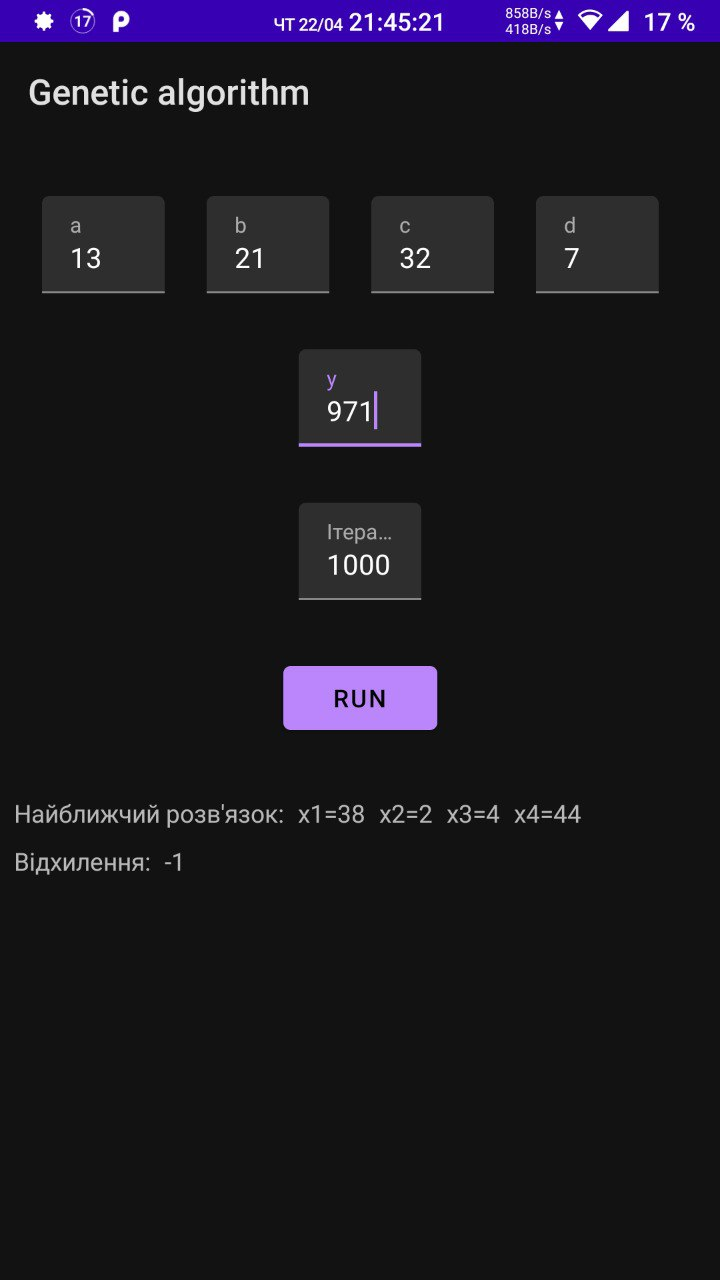 17 ЧТ 22/04 21:45:21 858B/s 418B/s 17 %
Genetic algorithm
a b c d
13 21 32 7
y
971
Ітера...
1000
RUN
Найближчий розв'язок: x1=38 x2=2 x3=4 x4=44
Відхилення: -1